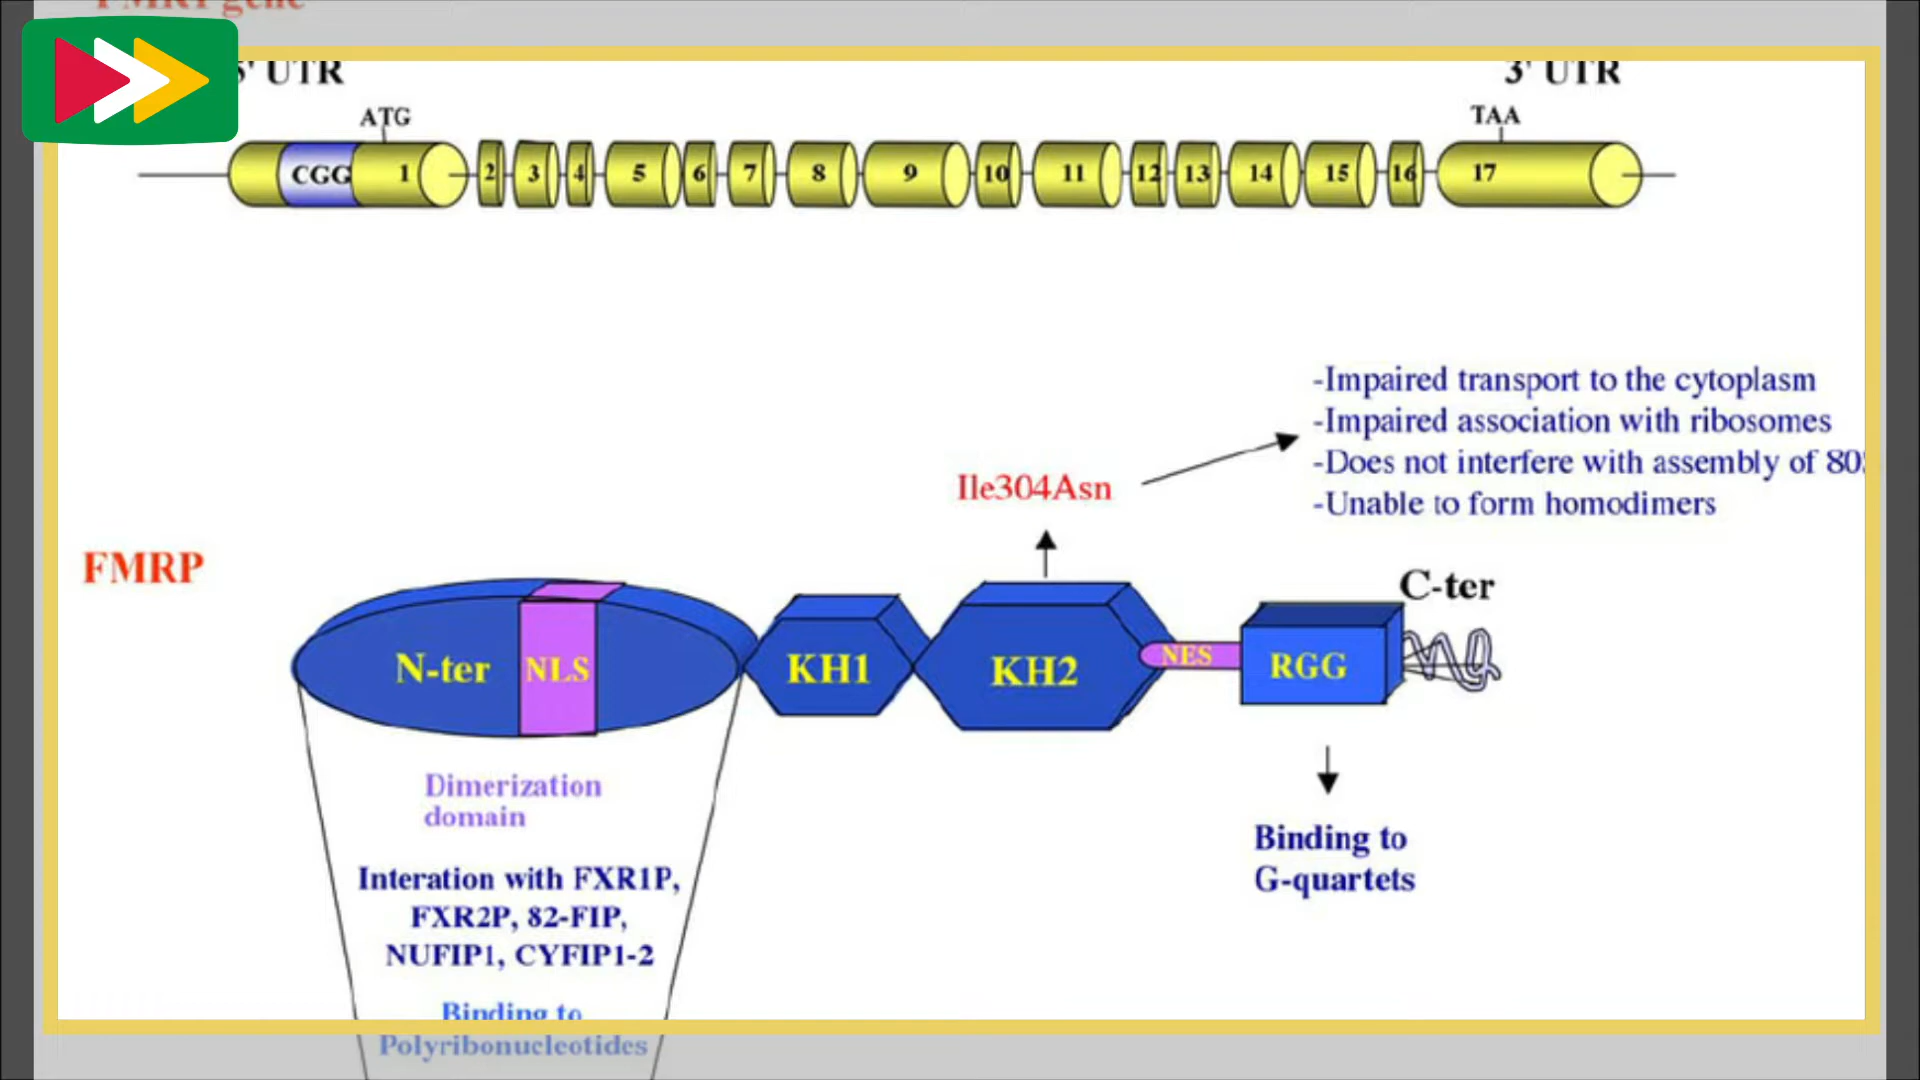 FMR1 gene
5' UTR
3' UTR
ATG
TAA
CGG 1 2 3 4 5 6 7 8 9 10 11 12 13 14 15 16 17
-Impaired transport to the cytoplasm
-Impaired association with ribosomes
-Does not interfere with assembly of 80S
-Unable to form homodimers
Ile304Asn
FMRP
C-ter
N-ter NLS KH1 KH2 NES RGG
Dimerization
domain
Binding to
G-quartets
Interation with FXR1P,
FXR2P, 82-FIP,
NUFIP1, CYFIP1-2
Binding to
Polyribonucleotides